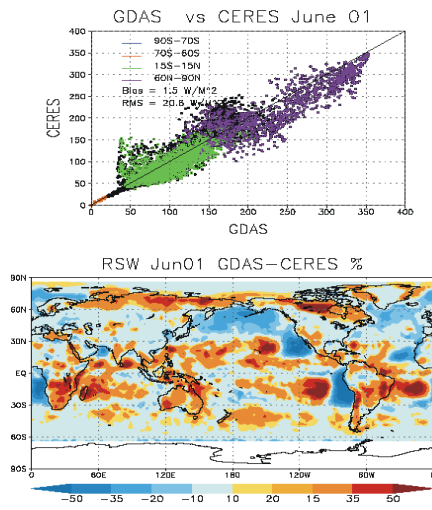 GDAS vs CERES June 01
400
350
300
250
200
150
100
50
0
CERES
90S-70S
70S-60S
15S-15N
60N-90N
Bias = 1.5 W/M^2
RMS = 20.8
0 50 100 150 200 250 300 350 400
GDAS
RSW Jun01 GDAS-CERES %
90N
60N
30N
EQ
30S
60S
90S
0 60E 120E 180 120W 60W
-50 -35 -20 -10 10 20 15 35 50